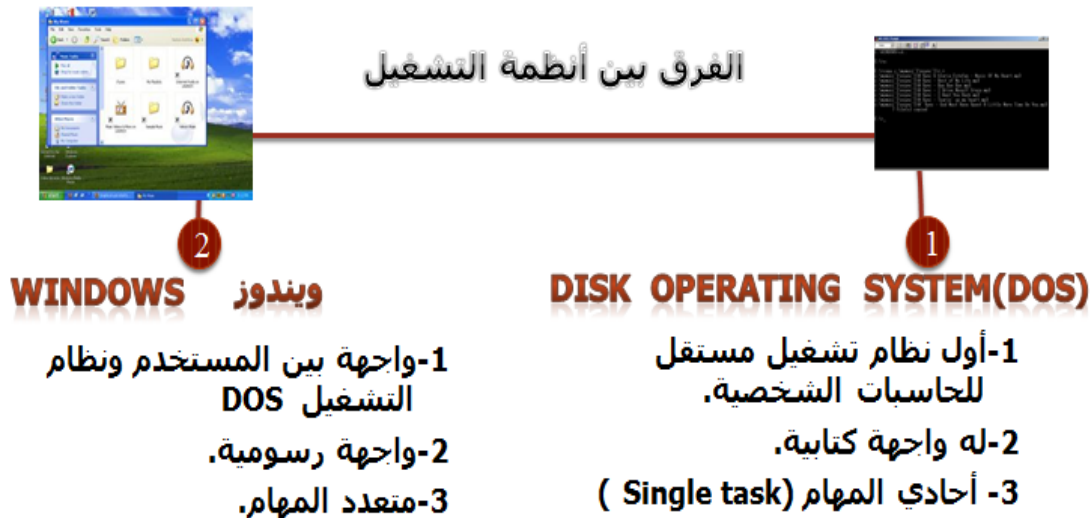 الفرق بين أنظمة التشغيل
1
DISK OPERATING SYSTEM(DOS)
1-أول نظام تشغيل مستقل
للحاسبات الشخصية.
2-له واجهة كتابية.
3- أحادي المهام (Single task )
2
ويندوز WINDOWS
1-واجهة بين المستخدم ونظام
التشغيل DOS
2-واجهة رسومية.
3-متعدد المهام.